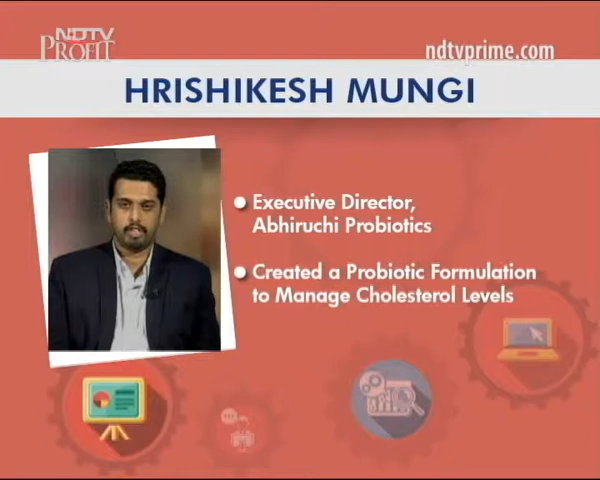 NDTV
PROFIT
ndtvprime.com
HRISHIKESH MUNGI
Executive Director,
Abhiruchi Probiotics
Created a Probiotic Formulation
to Manage Cholesterol Levels